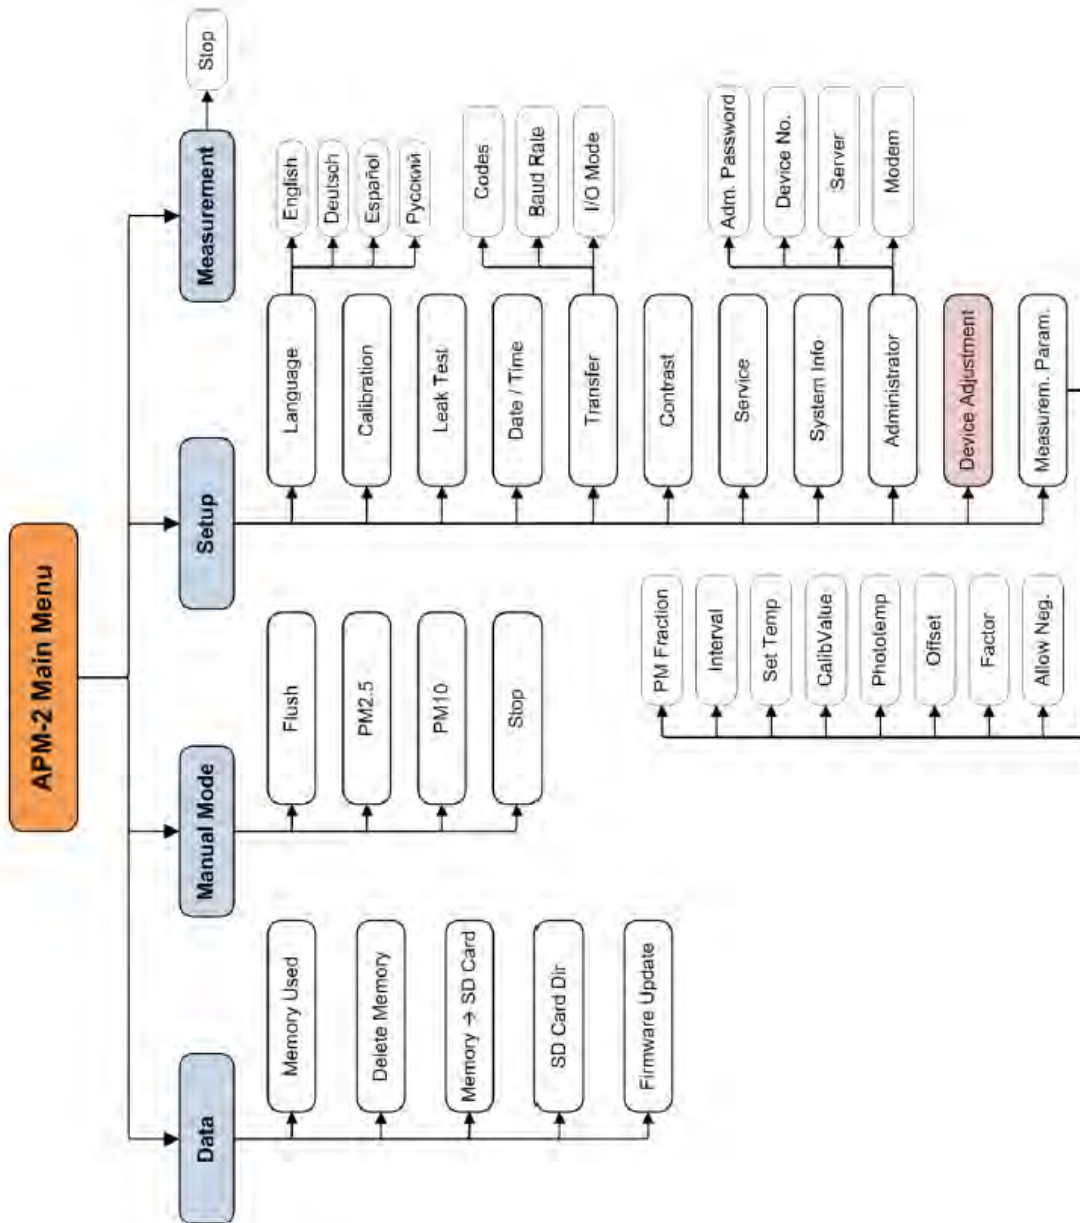 APM-2 Main Menu
Data
Memory Used
Delete Memory
Memory → SD Card
SD Card Dir
Firmware Update
Manual Mode
Flush
PM2.5
PM10
Stop
Setup
Language
English
Deutsch
Español
Русский
Calibration
Leak Test
Date / Time
Transfer
Codes
Baud Rate
I/O Mode
Contrast
Service
System Info
Administrator
Adm. Password
Device No.
Server
Modem
Device Adjustment
Measurem. Param.
PM Fraction
Interval
Set Temp
CalibValue
Phototemp
Offset
Factor
Allow Neg.
Measurement
Stop